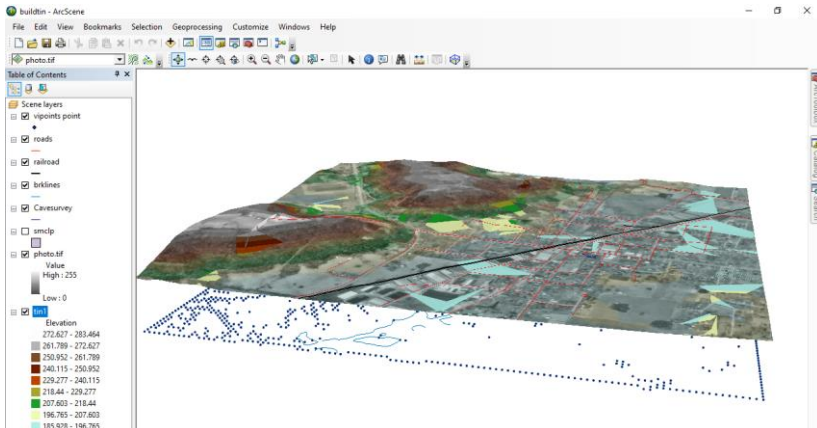 buildtin - ArcScene
File Edit View Bookmarks Selection Geoprocessing Customize Windows Help
photo.tif
Table of Contents
Scene layers
vipoints point
roads
railroad
brklines
Cavesurvey
smclp
photo.tif
Value
High : 255
Low : 0
tin1
Elevation
272.627 - 283.464
261.789 - 272.627
250.952 - 261.789
240.115 - 250.952
229.277 - 240.115
218.44 - 229.277
207.603 - 218.44
196.765 - 207.603
185.928 - 196.765